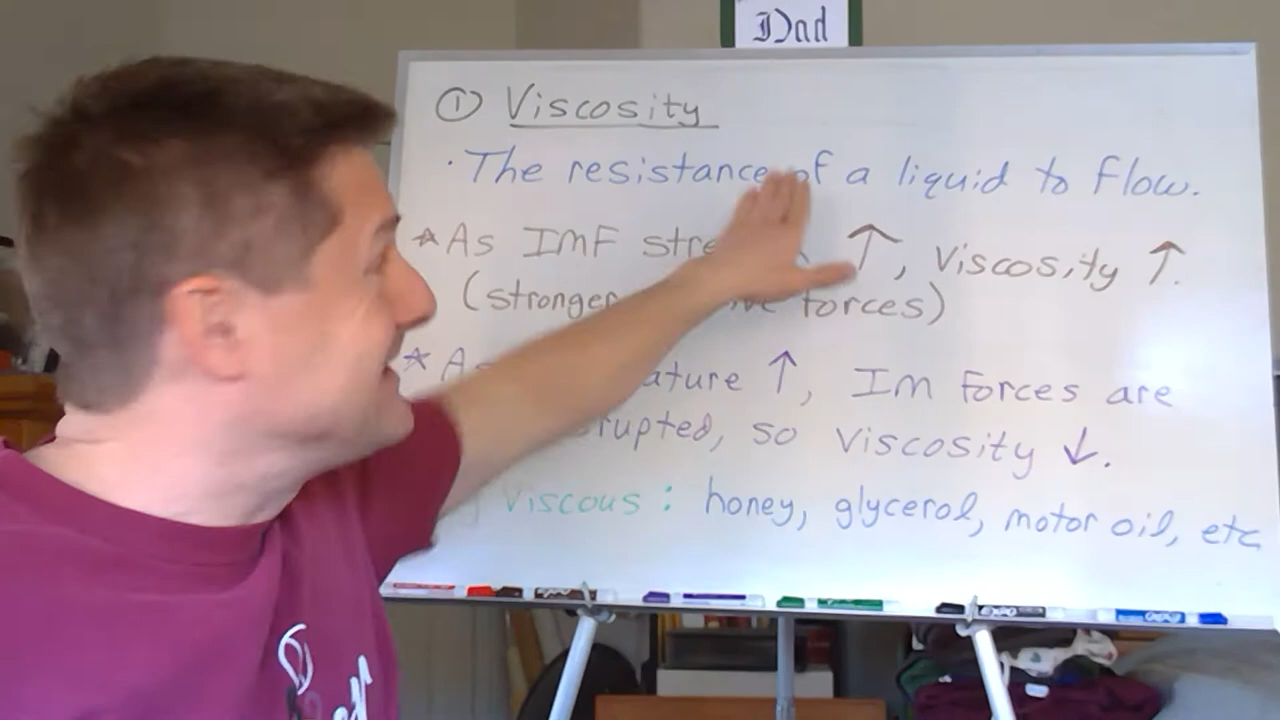 Dad
① Viscosity
· The resistance of a liquid to flow.
☆ As IMF stre ↑, Viscosity ↑.
(stronger forces)
☆ As ature ↑, Im Forces are
rupted, so Viscosity ↓.
Viscous: honey, glycerol, motor oil, etc
EXPO
EXPO